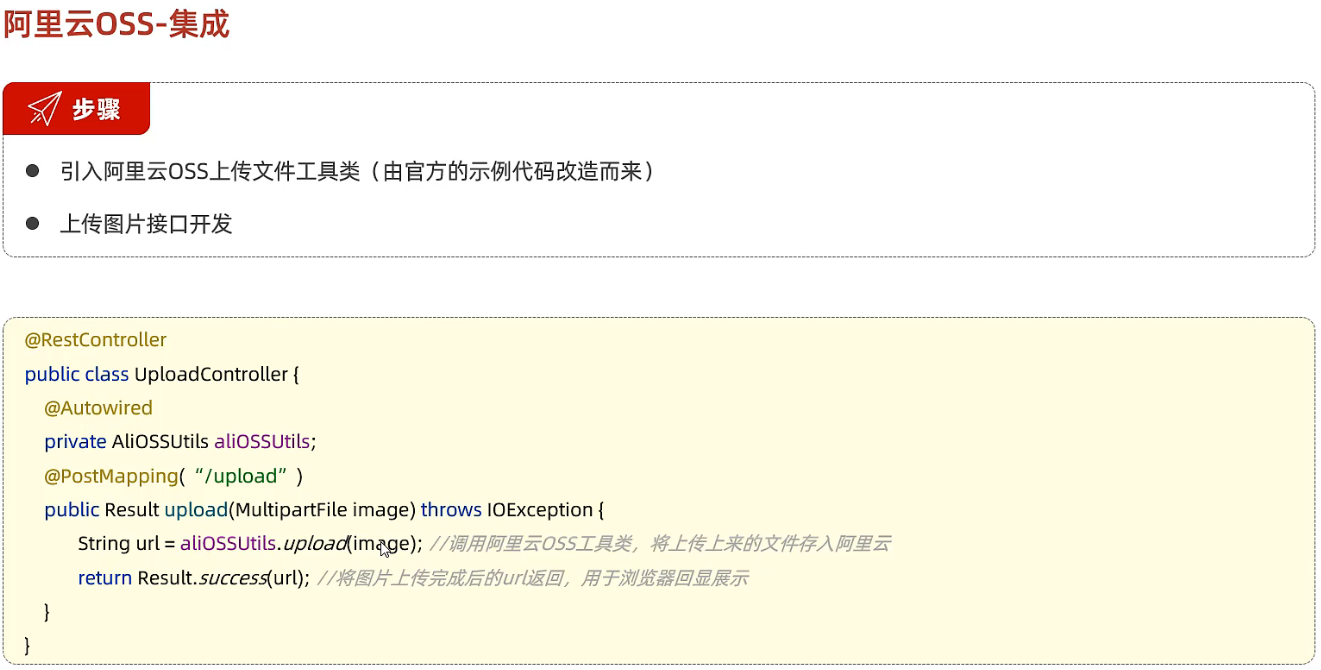 阿里云OSS-集成
步骤
引入阿里云OSS上传文件工具类（由官方的示例代码改造而来）
上传图片接口开发
@RestController
public class UploadController {
@Autowired
private AliOSSUtils aliOSSUtils;
@PostMapping(“/upload”)
public Result upload(MultipartFile image) throws IOException {
String url = aliOSSUtils.upload(image); //调用阿里云OSS工具类，将上传上来的文件存入阿里云
return Result.success(url); //将图片上传完成后的url返回，用于浏览器回显展示
}
}